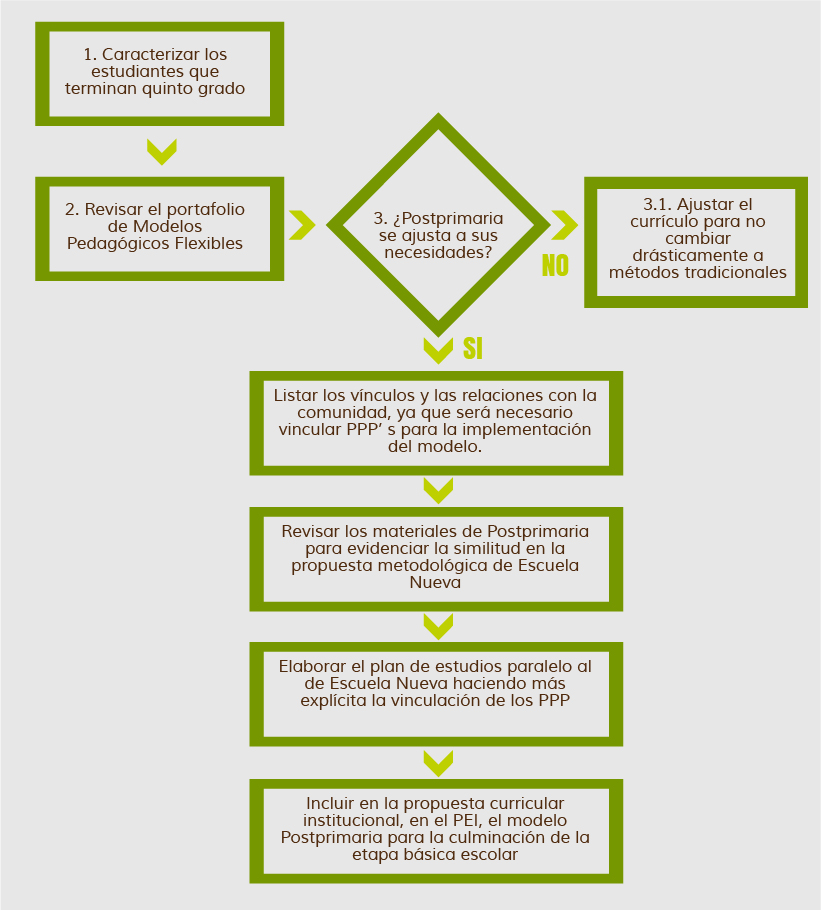 1. Caracterizar los
estudiantes que
terminan quinto grado
2. Revisar el portafolio
de Modelos
Pedagógicos Flexibles
3. ¿Postprimaria
se ajusta a sus
necesidades?
NO
3.1. Ajustar el
currículo para no
cambiar
drásticamente a
métodos tradicionales
SI
Listar los vínculos y las relaciones con la
comunidad, ya que será necesario
vincular PPP’ s para la implementación
del modelo.
Revisar los materiales de Postprimaria
para evidenciar la similitud en la
propuesta metodológica de Escuela
Nueva
Elaborar el plan de estudios paralelo al
de Escuela Nueva haciendo más
explícita la vinculación de los PPP
Incluir en la propuesta curricular
institucional, en el PEI, el modelo
Postprimaria para la culminación de la
etapa básica escolar